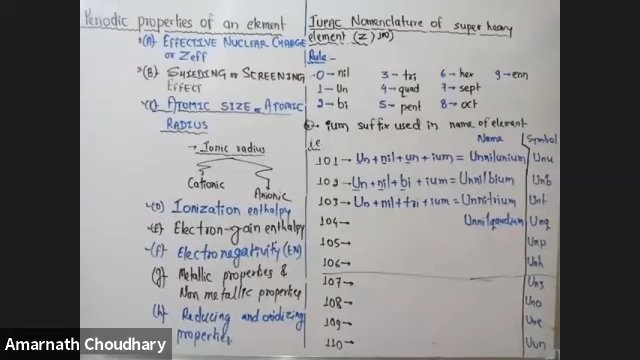 Periodic properties of an element
(A) EFFECTIVE NUCLEAR CHARGE
or Zeff
(B) SHIEDING or SCREENING
EFFECT
(C) ATOMIC SIZE or ATOMIC
RADIUS
→ Ionic radius
Cationic
Anionic
(D) Ionization enthalpy
(E) Electron-gain enthalpy
(F) Electronegativity (EN)
(g) Metallic properties &
Non metallic properties
(h) Reducing and oxidizing
properties
IUPAC Nomenclature of super heavy
element (Z>100)
Rule
0 → nil 3 → tri 6 → hex 9 → enn
1 → Un 4 → quad 7 → sept
2 → bi 5 → pent 8 → oct
ium suffix used in name of element
i.e Name Symbol
101 → Un + nil + un + ium = Unnilunium Unu
102 → Un + nil + bi + ium = Unnilbium Unb
103 → Un + nil + tri + ium = Unnitrium Unt
104 → Unnilquadium Unq
105 → Unp
106 → Unh
107 → Uns
108 → Uno
109 → Une
110 → Uun
Amarnath Choudhary